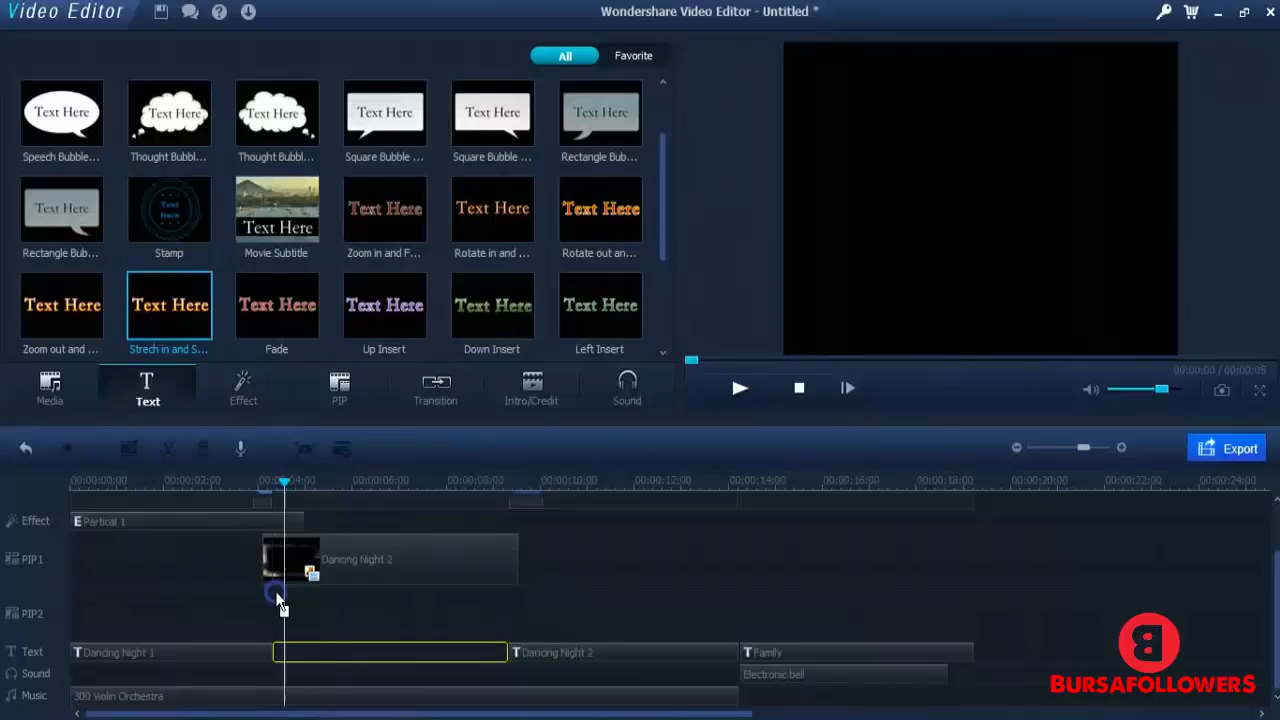 Video Editor
Wondershare Video Editor - Untitled *
All
Favorite
Text Here
Text Here
Text Here
Text Here
Text Here
Text Here
Speech Bubble...
Thought Bubbl...
Thought Bubbl...
Square Bubble ...
Square Bubble ...
Rectangle Bub...
Text Here
Text Here
Text Here
Text Here
Text Here
Text Here
Rectangle Bub...
Stamp
Movie Subtitle
Zoom in and F...
Rotate in and ...
Rotate out an...
Text Here
Text Here
Text Here
Text Here
Text Here
Text Here
Zoom out and ...
Strech in and S...
Fade
Up Insert
Down Insert
Left Insert
00:00:00 / 00:00:05
Media
Text
Effect
PIP
Transition
Intro/Credit
Sound
Export
00:00:00:00
00:00:02:00
00:00:04:00
00:00:06:00
00:00:08:00
00:00:10:00
00:00:12:00
00:00:14:00
00:00:16:00
00:00:18:00
00:00:20:00
00:00:22:00
00:00:24:00
Effect
E Partical 1
PIP1
Dancing Night 2
PIP2
Text
T Dancing Night 1
T Dancing Night 2
T Family
Sound
Electronic bell
Music
300 Violin Orchestra
B
BURSAFOLLOWERS